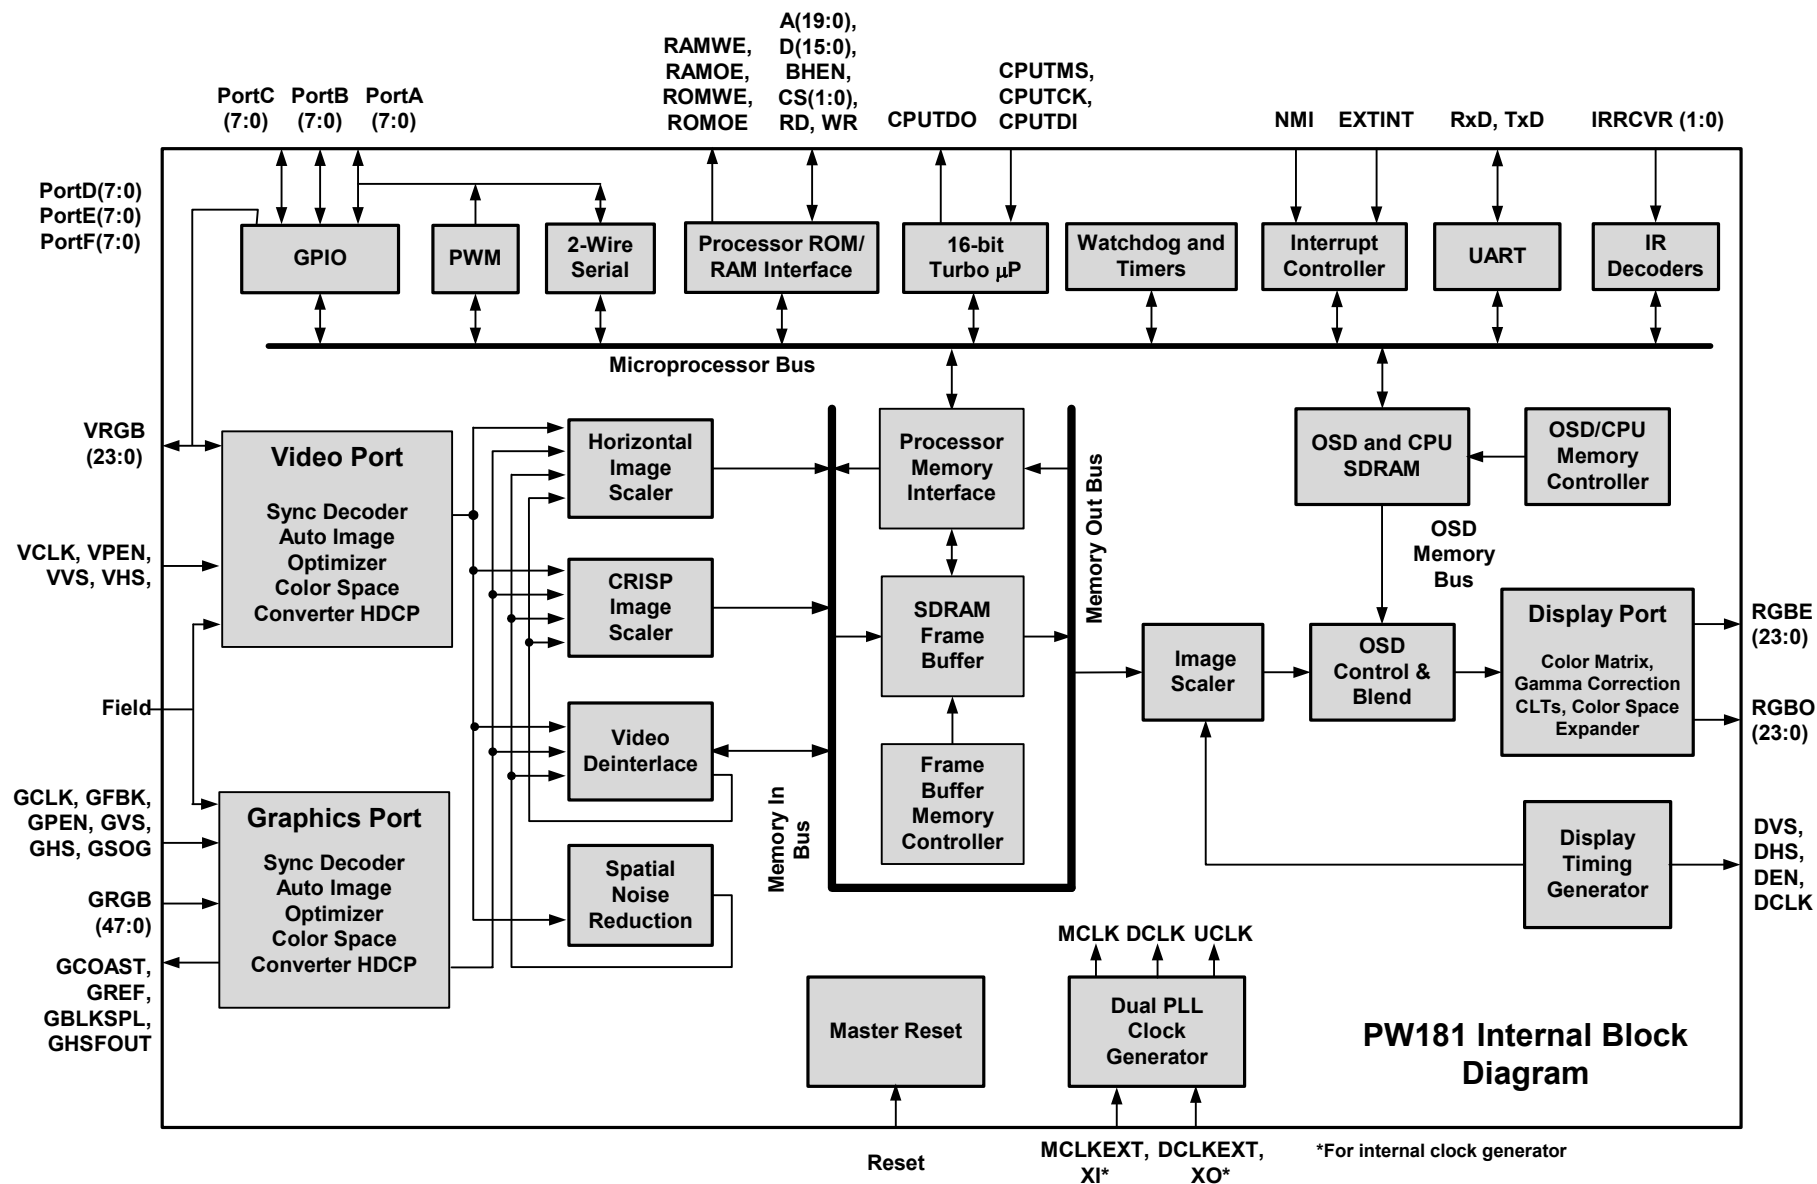 PortC
(7:0)
PortB
(7:0)
PortA
(7:0)
RAMWE,
RAMOE,
ROMWE,
ROMOE
A(19:0),
D(15:0),
BHEN,
CS(1:0),
RD, WR
CPUTDO
CPUTMS,
CPUTCK,
CPUTDI
NMI
EXTINT
RxD, TxD
IRRCVR (1:0)
PortD(7:0)
PortE(7:0)
PortF(7:0)
GPIO
PWM
2-Wire
Serial
Processor ROM/
RAM Interface
16-bit
Turbo µP
Watchdog and
Timers
Interrupt
Controller
UART
IR
Decoders
Microprocessor Bus
VRGB
(23:0)
VCLK, VPEN,
VVS, VHS,
Field
GCLK, GFBK,
GPEN, GVS,
GHS, GSOG
GRGB
(47:0)
GCOAST,
GREF,
GBLKSPL,
GHSFOUT
Video Port
Sync Decoder
Auto Image
Optimizer
Color Space
Converter HDCP
Graphics Port
Sync Decoder
Auto Image
Optimizer
Color Space
Converter HDCP
Horizontal
Image
Scaler
CRISP
Image
Scaler
Video
Deinterlace
Spatial
Noise
Reduction
Memory In
Bus
Processor
Memory
Interface
SDRAM
Frame
Buffer
Frame
Buffer
Memory
Controller
Memory Out Bus
OSD and CPU
SDRAM
OSD/CPU
Memory
Controller
OSD
Memory
Bus
Image
Scaler
OSD
Control &
Blend
Display Port
Color Matrix,
Gamma Correction
CLTs, Color Space
Expander
RGBE
(23:0)
RGBO
(23:0)
Display
Timing
Generator
DVS,
DHS,
DEN,
DCLK
MCLK DCLK UCLK
Master Reset
Dual PLL
Clock
Generator
PW181 Internal Block
Diagram
Reset
MCLKEXT,
XI*
DCLKEXT,
XO*
*For internal clock generator